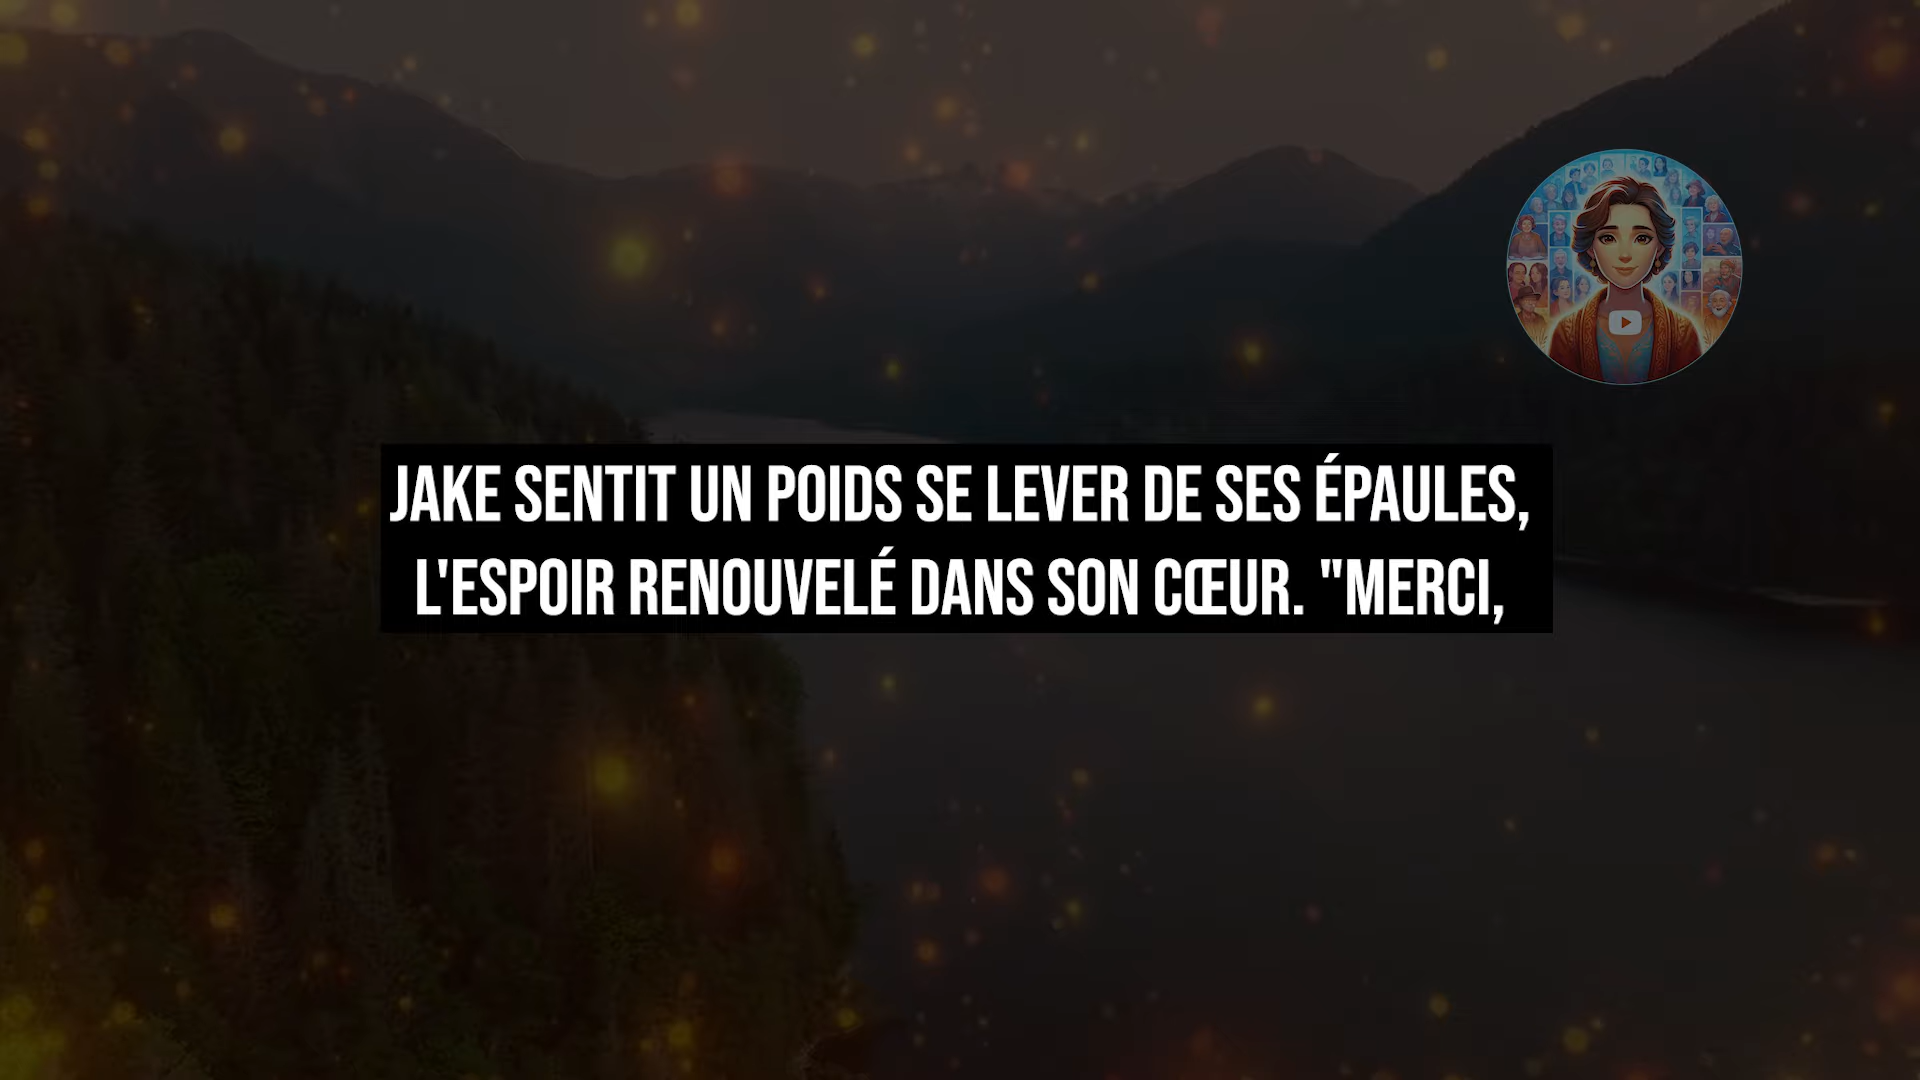 JAKE SENTIT UN POIDS SE LEVER DE SES ÉPAULES,
L'ESPOIR RENOUVELÉ DANS SON CŒUR. "MERCI,